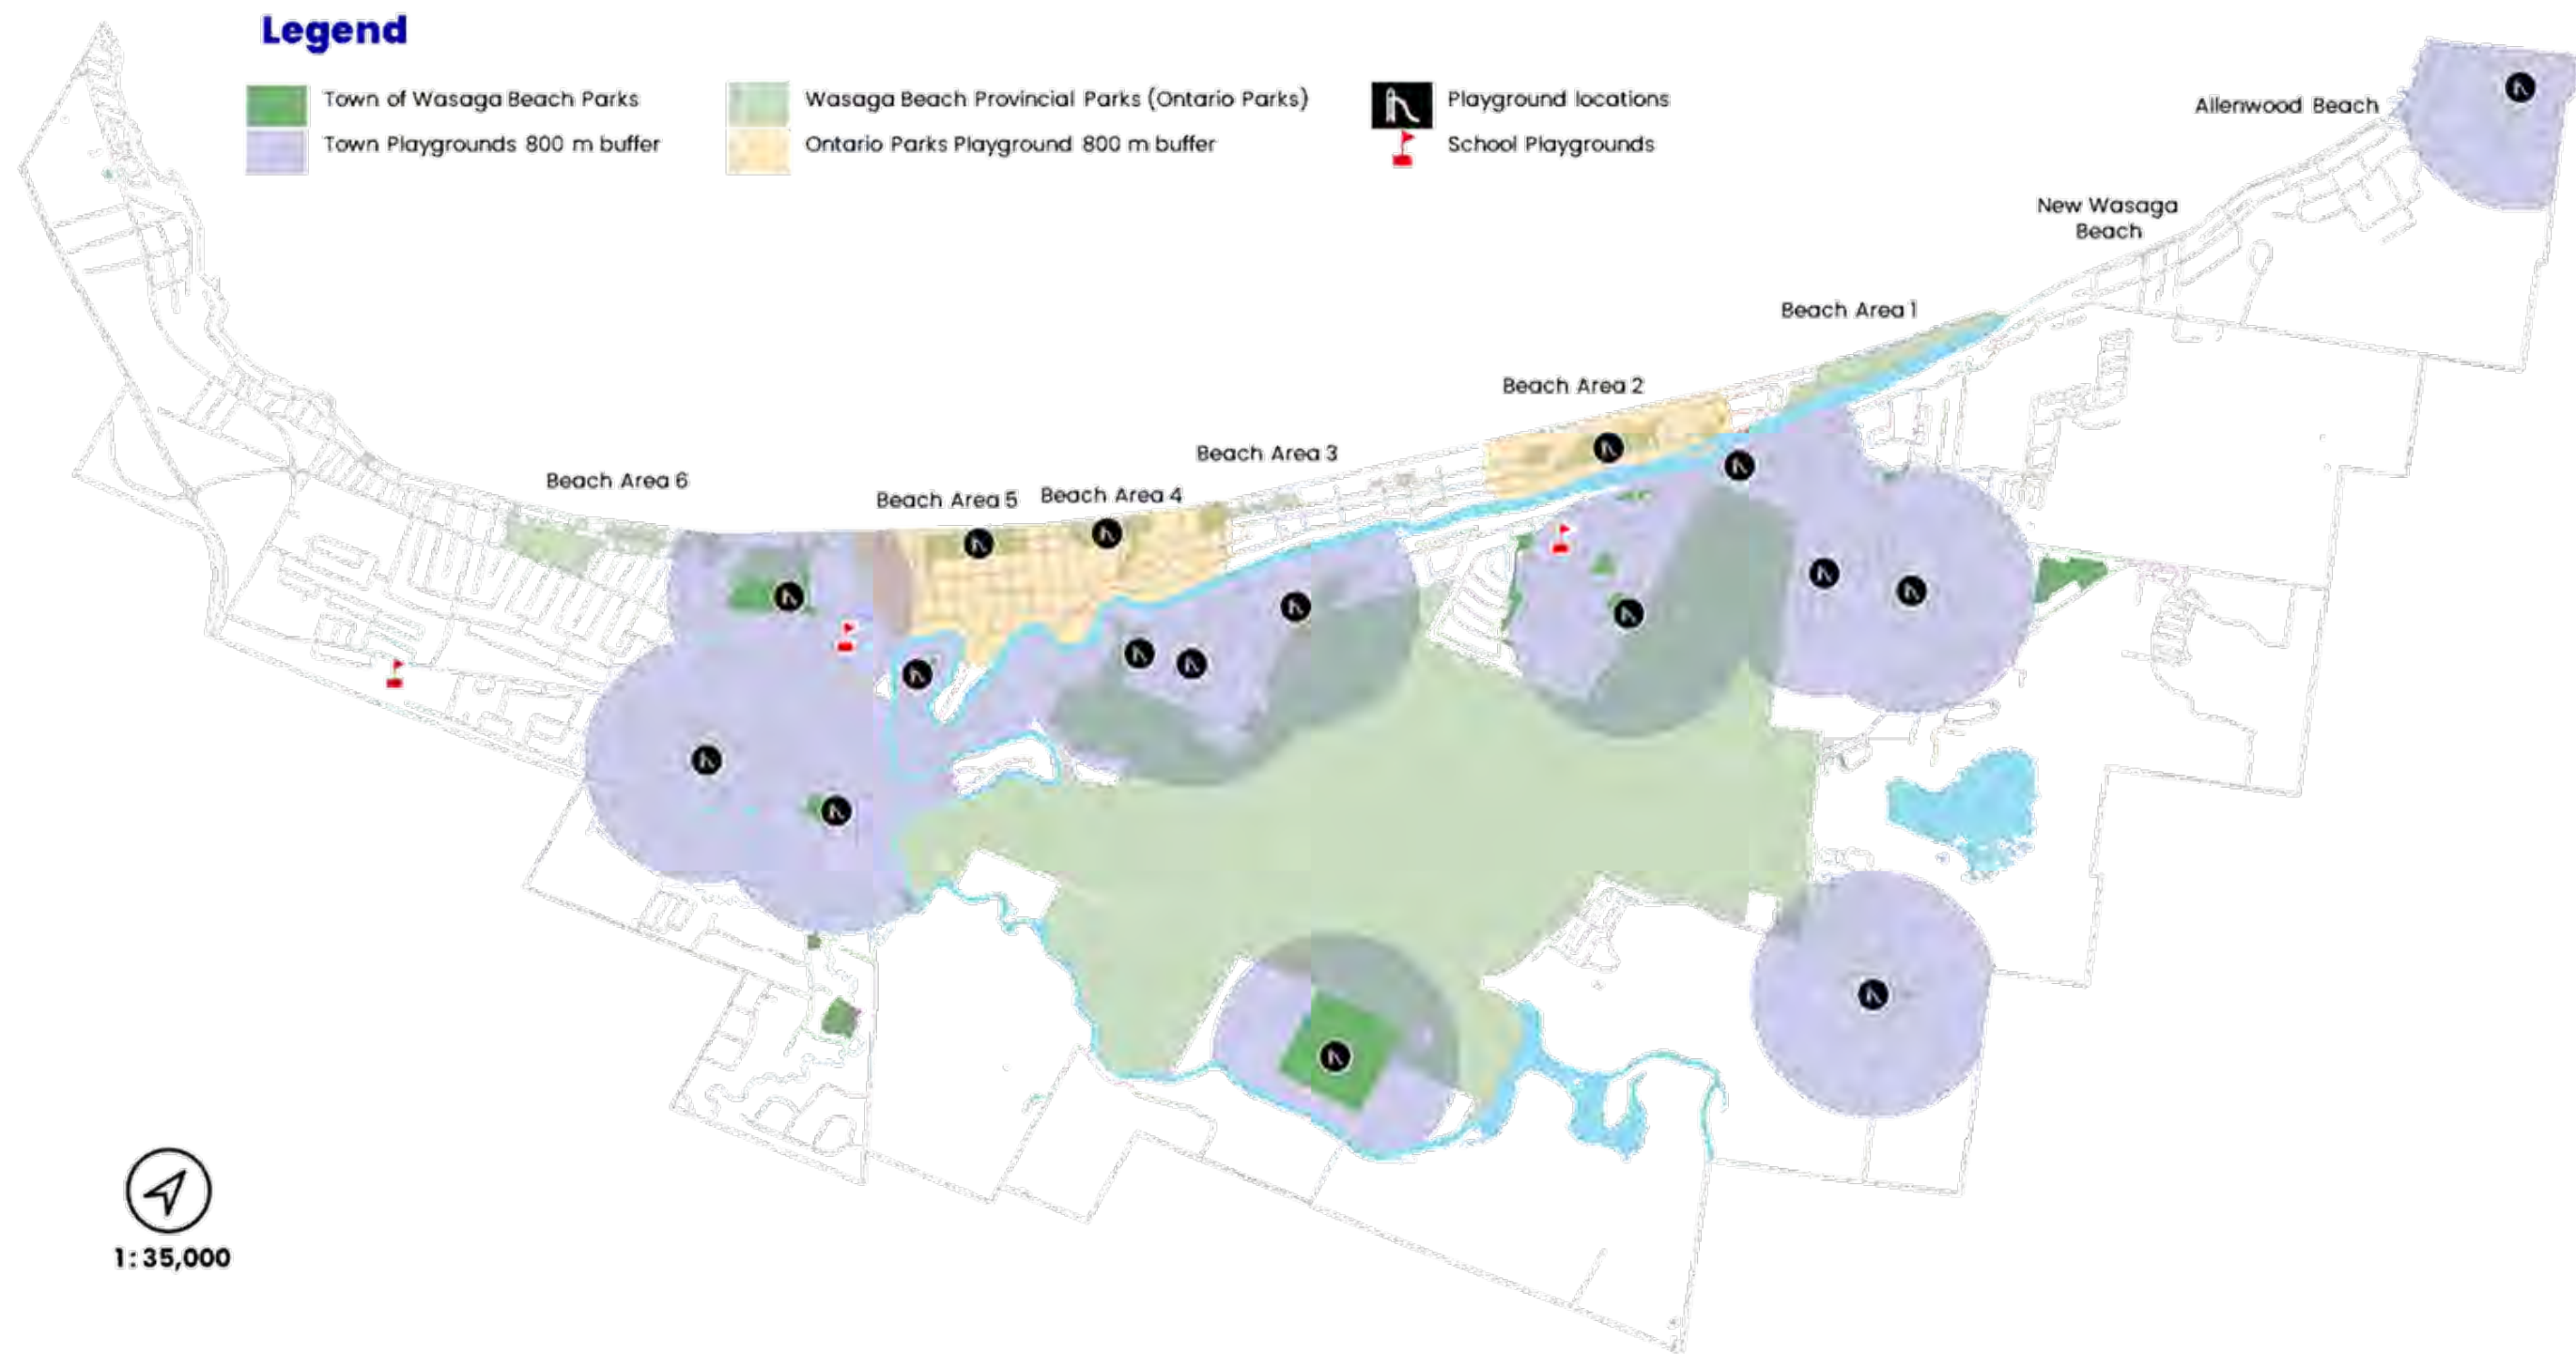 Legend
Town of Wasaga Beach Parks
Town Playgrounds 800 m buffer
Wasaga Beach Provincial Parks (Ontario Parks)
Ontario Parks Playground 800 m buffer
Playground locations
School Playgrounds
Allenwood Beach
New Wasaga
Beach
Beach Area 1
Beach Area 2
Beach Area 3
Beach Area 4
Beach Area 5
Beach Area 6
1:35,000